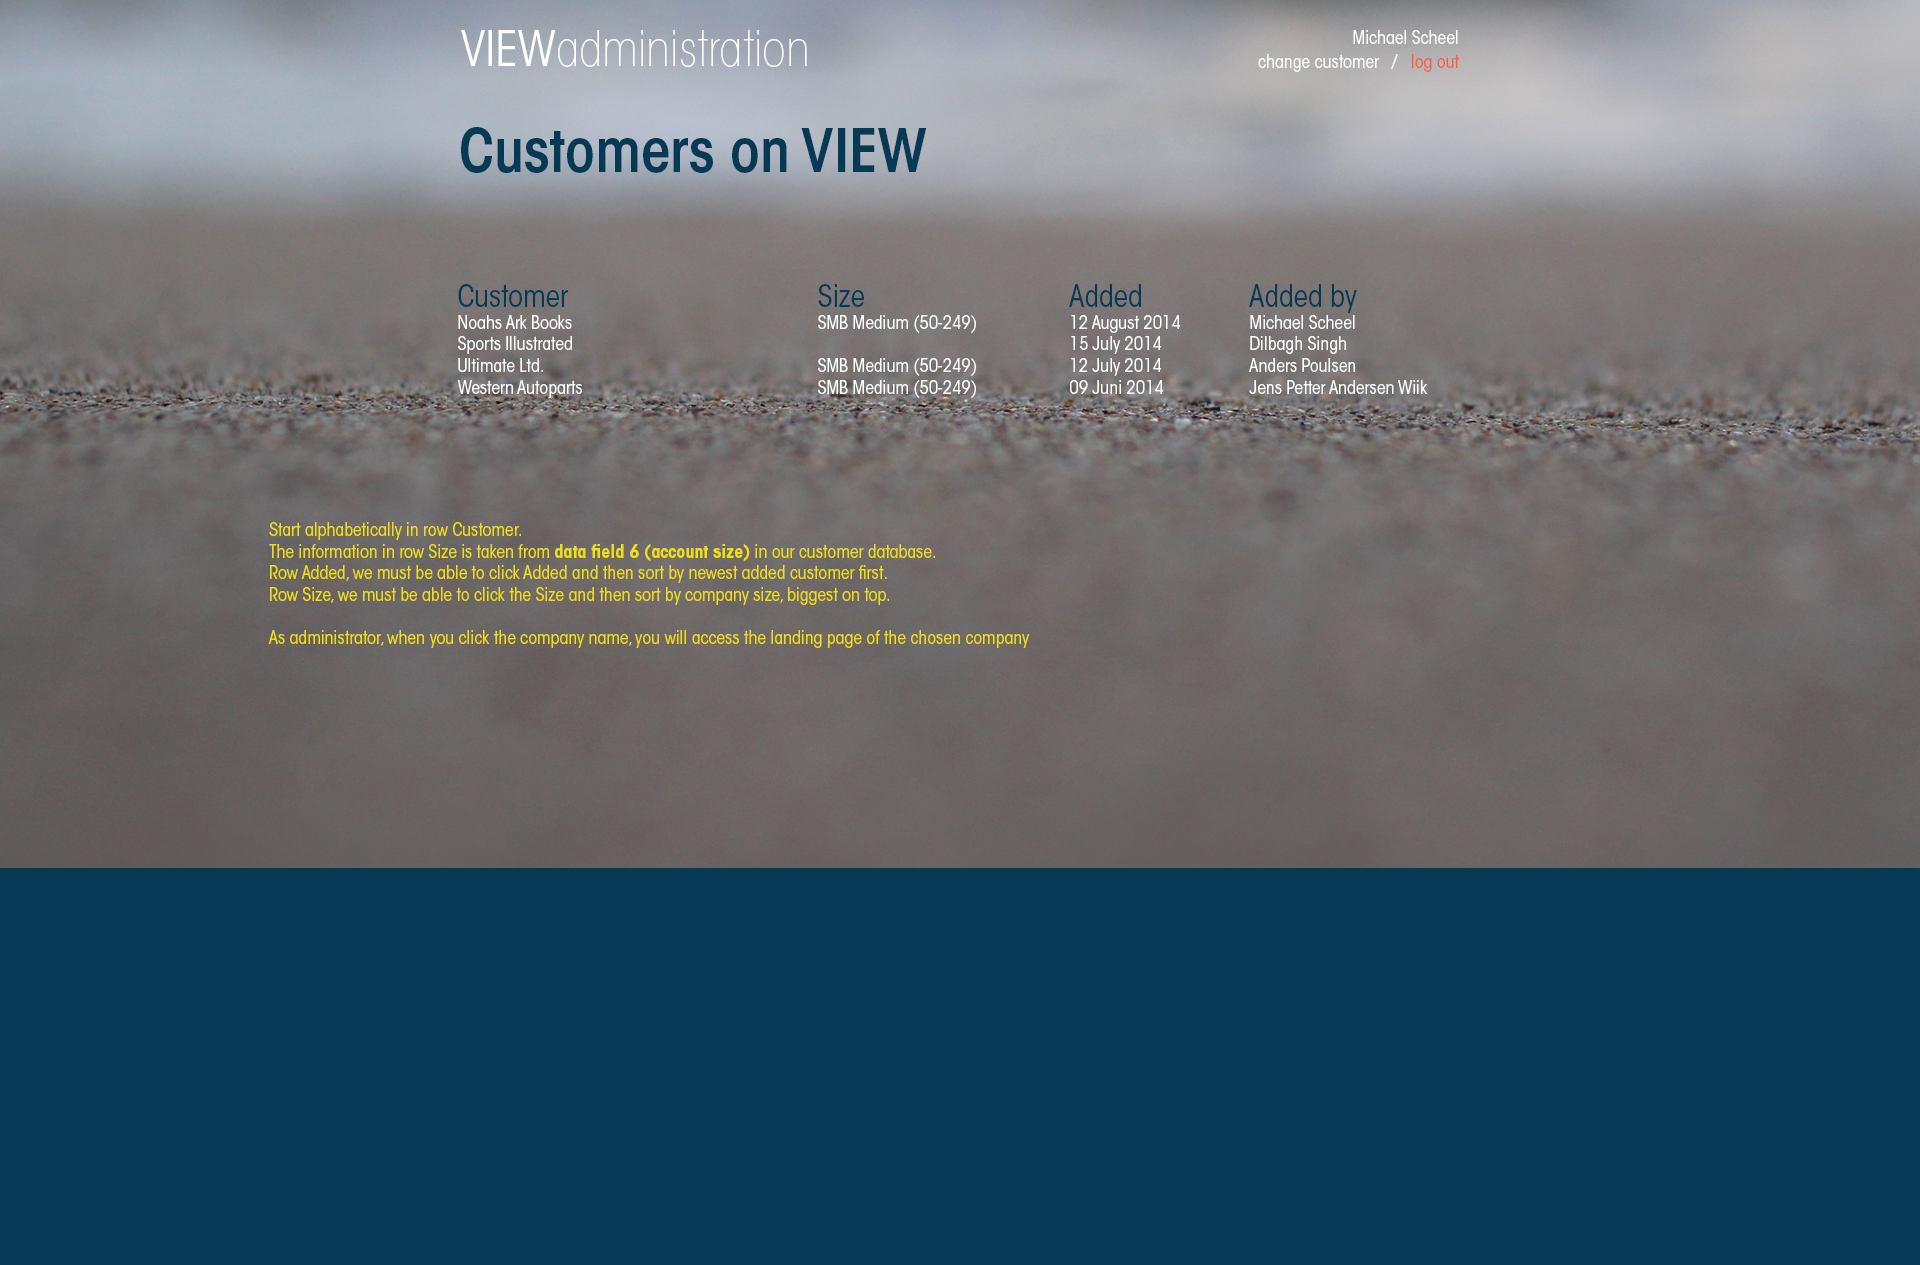 VIEWadministration
Michael Scheel
change customer / log out
Customers on VIEW
Customer Size Added Added by
Noahs Ark Books SMB Medium (50-249) 12 August 2014 Michael Scheel
Sports Illustrated 15 July 2014 Dilbagh Singh
Ultimate Ltd. SMB Medium (50-249) 12 July 2014 Anders Poulsen
Western Autoparts SMB Medium (50-249) 09 Juni 2014 Jens Petter Andersen Wiik
Start alphabetically in row Customer.
The information in row Size is taken from data field 6 (account size) in our customer database.
Row Added, we must be able to click Added and then sort by newest added customer first.
Row Size, we must be able to click the Size and then sort by company size, biggest on top.
As administrator, when you click the company name, you will access the landing page of the chosen company